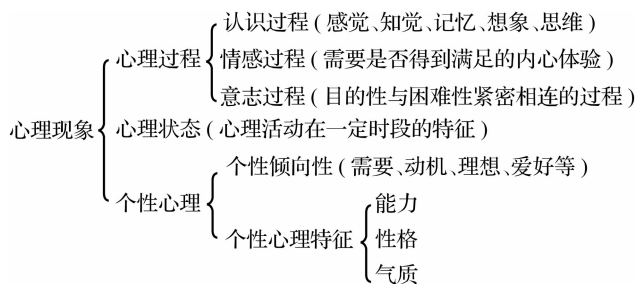 认识过程(感觉、知觉、记忆、想象、思维)
心理过程 情感过程(需要是否得到满足的内心体验)
意志过程(目的性与困难性紧密相连的过程)
心理现象 心理状态(心理活动在一定时段的特征)
个性倾向性(需要、动机、理想、爱好等)
个性心理
能力
个性心理特征 性格
气质